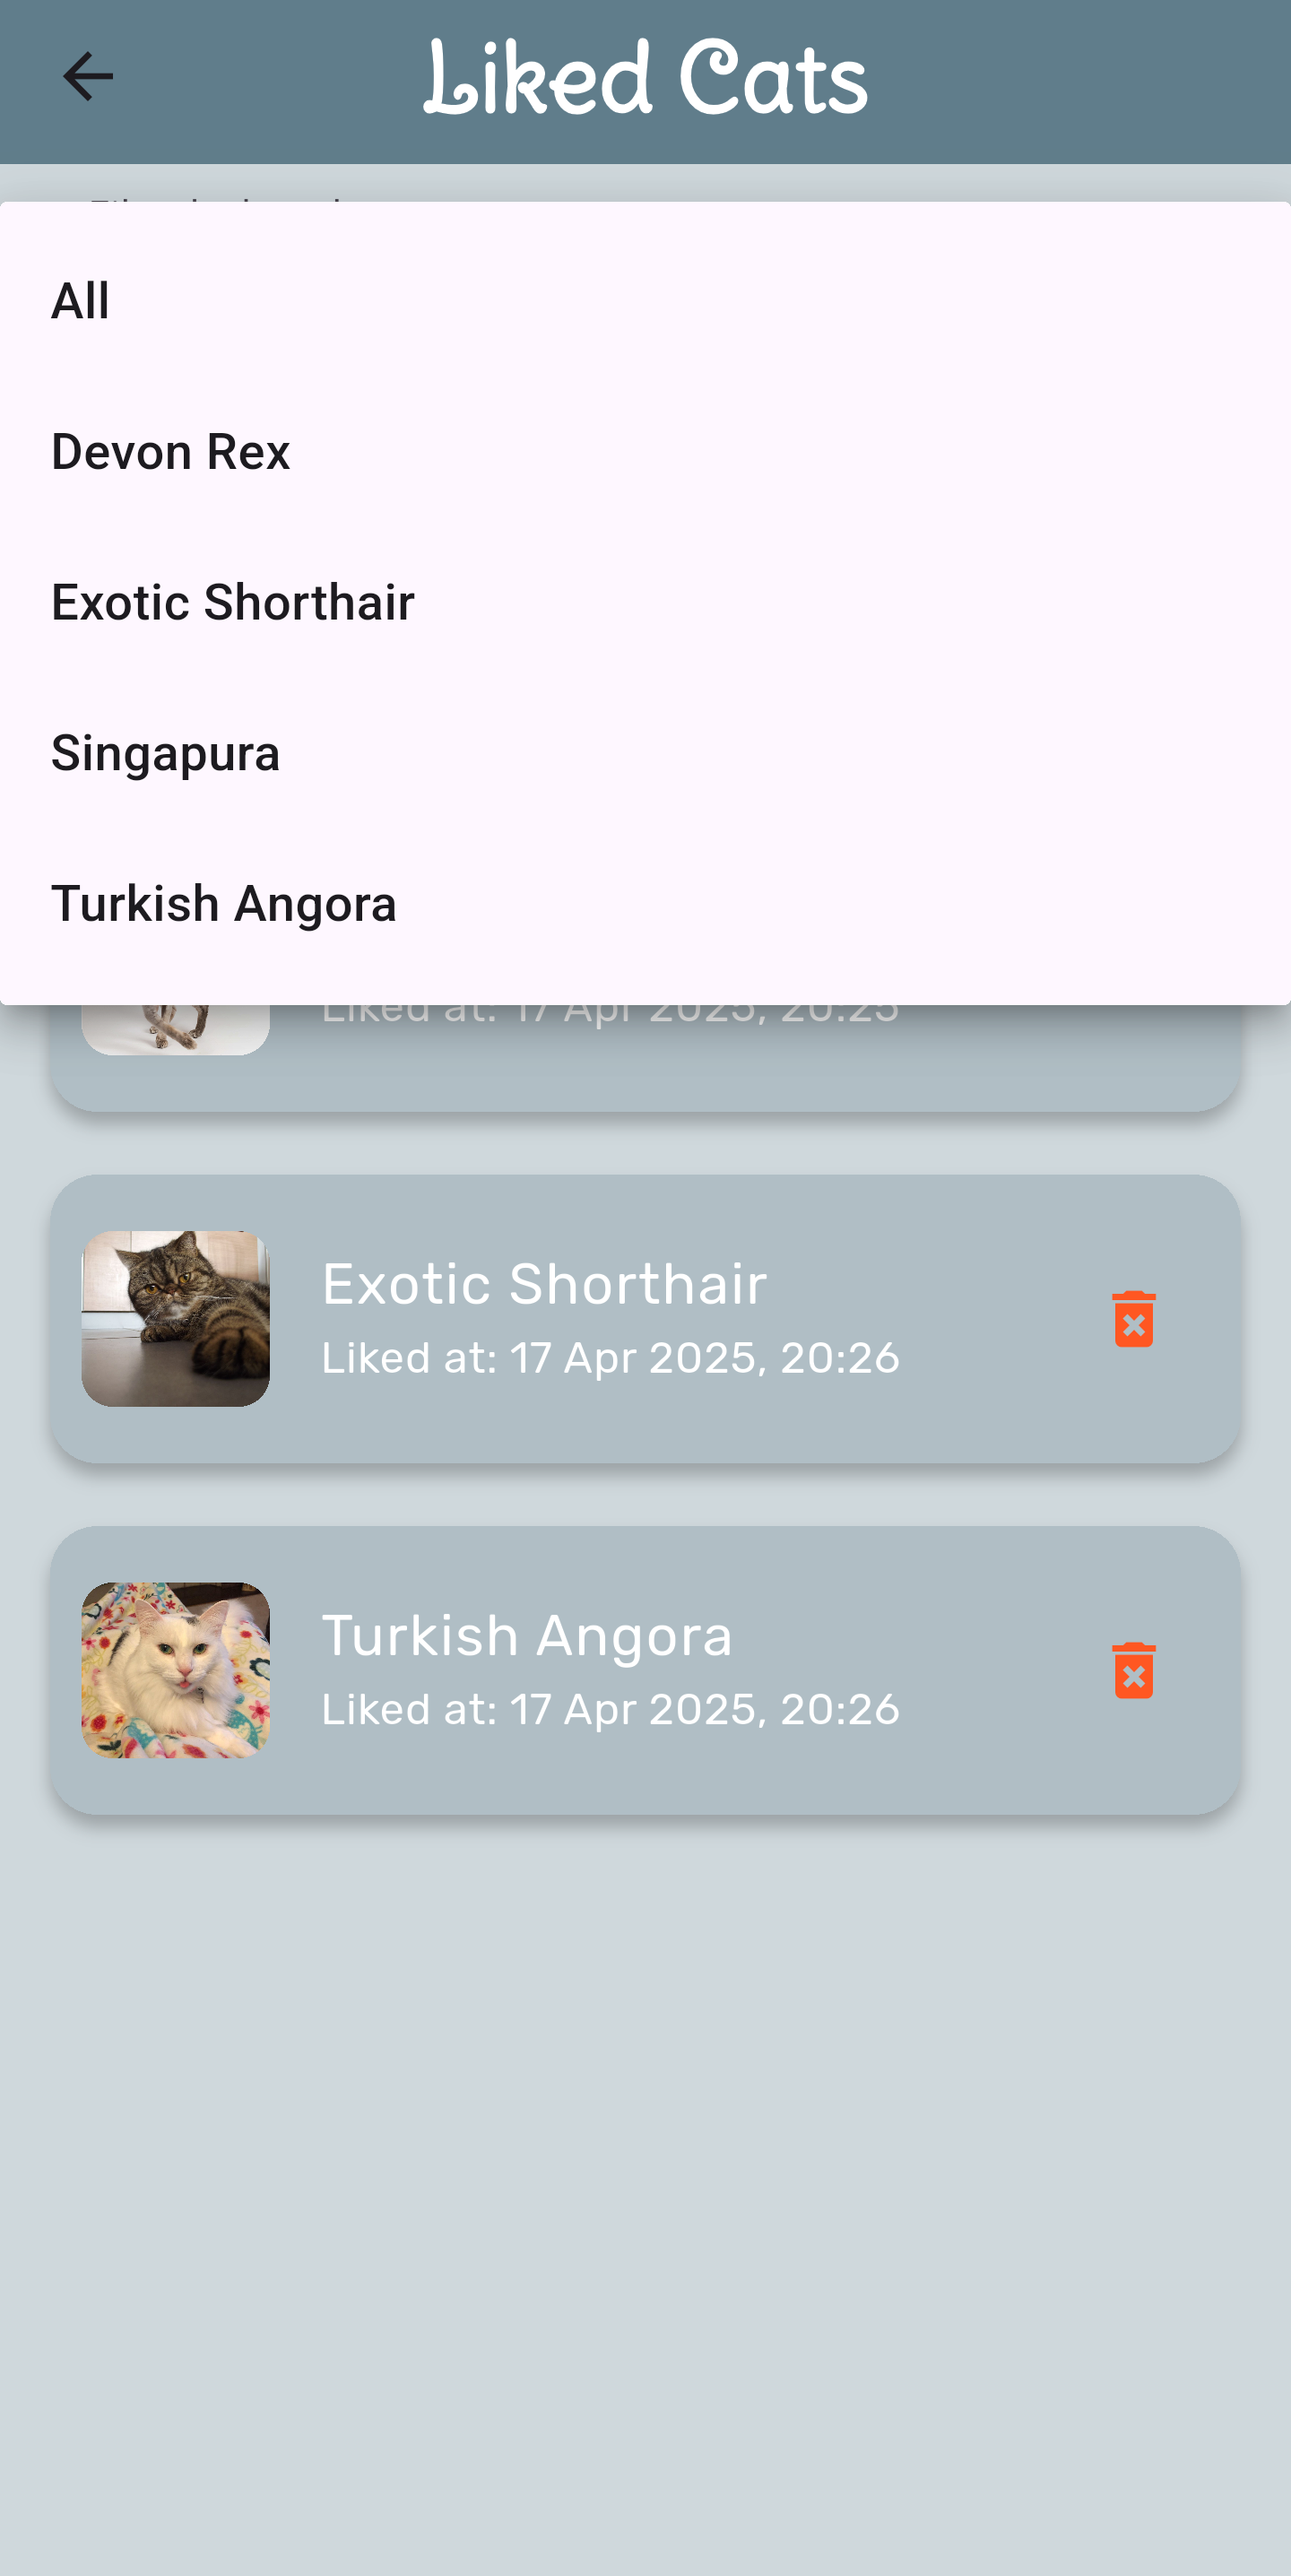 Liked Cats
All
Devon Rex
Exotic Shorthair
Singapura
Turkish Angora
Liked at: 17 Apr 2025, 20:25
Exotic Shorthair
Liked at: 17 Apr 2025, 20:26
Turkish Angora
Liked at: 17 Apr 2025, 20:26